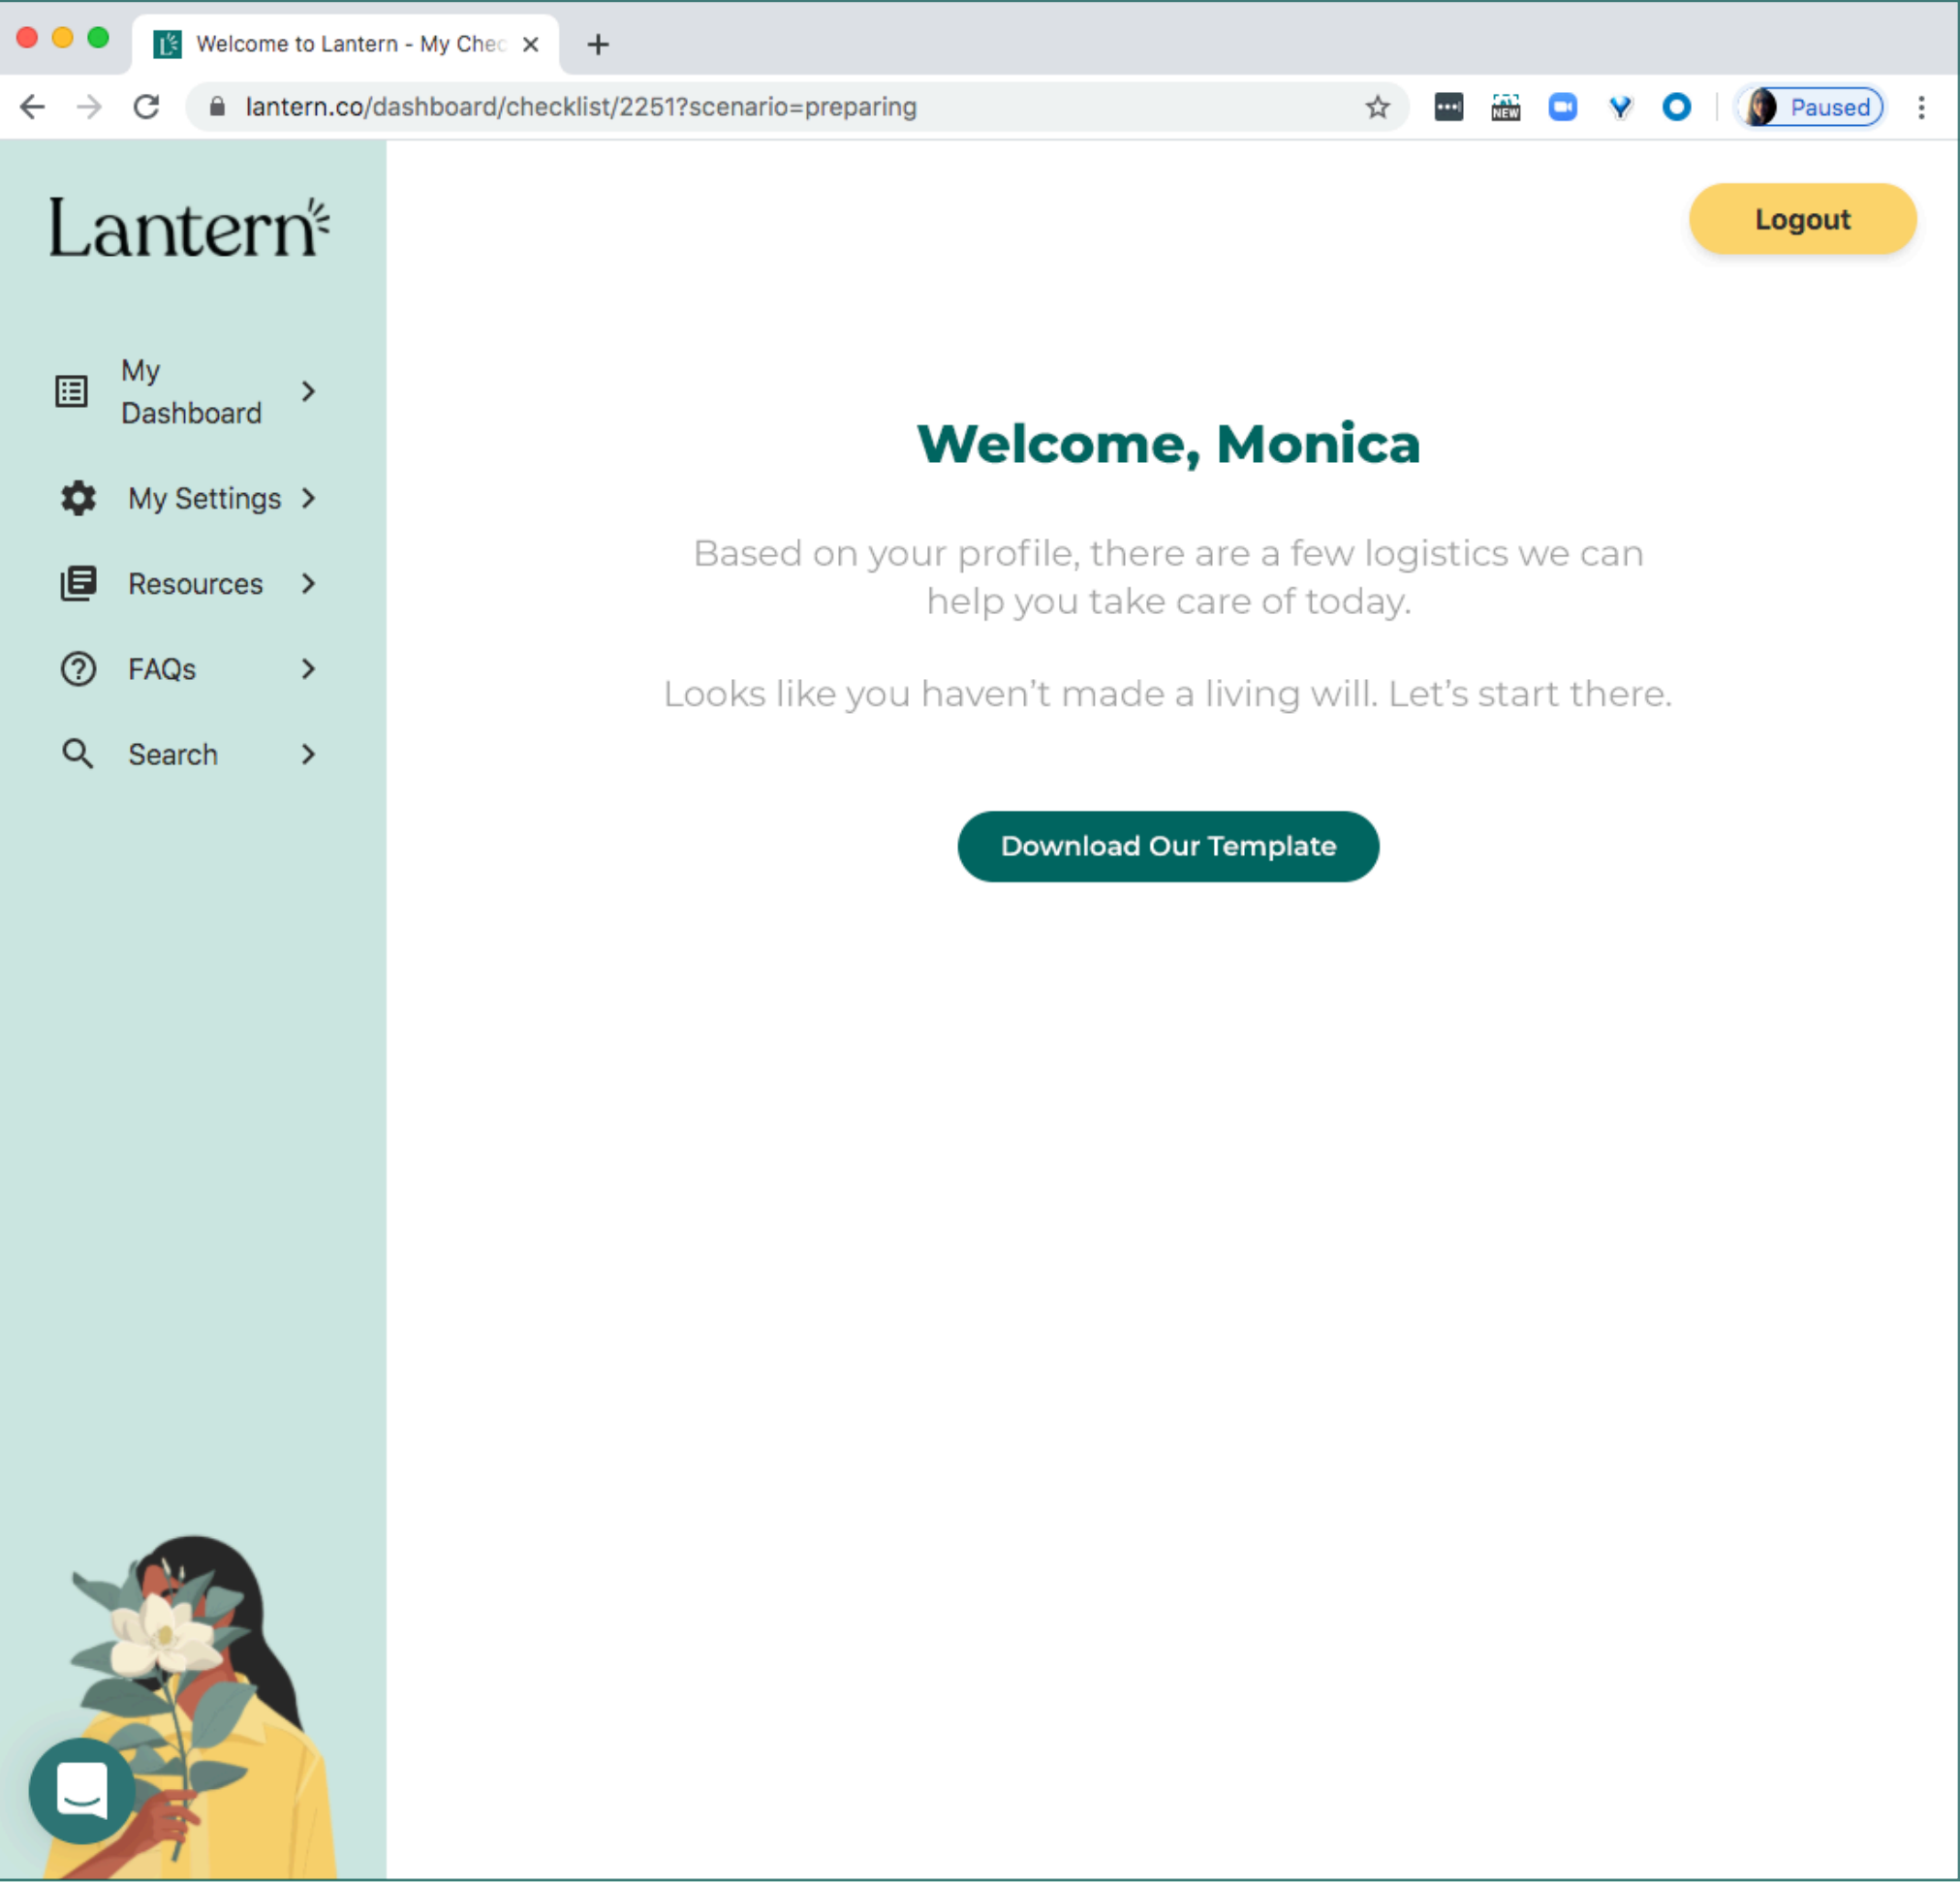 Welcome to Lantern - My Chec
lantern.co/dashboard/checklist/2251?scenario=preparing
NEW
Paused
Lantern
Logout
My
Dashboard
My Settings
Resources
FAQs
Search
Welcome, Monica
Based on your profile, there are a few logistics we can
help you take care of today.
Looks like you haven't made a living will. Let's start there.
Download Our Template